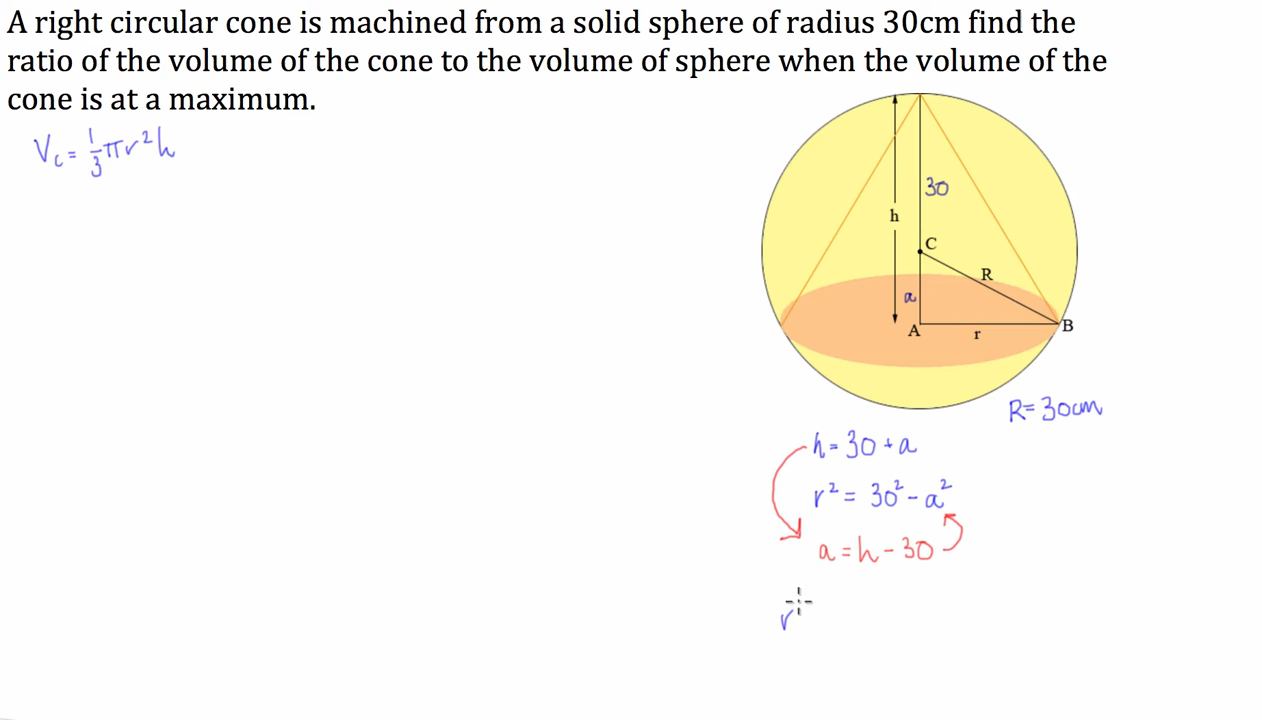 A right circular cone is machined from a solid sphere of radius 30cm find the
ratio of the volume of the cone to the volume of sphere when the volume of the
cone is at a maximum.
Vc = 1/3 πr²h
30
h
C
R
a
A
r
B
R = 30cm
h = 30 + a
r² = 30² - a²
a = h - 30
r